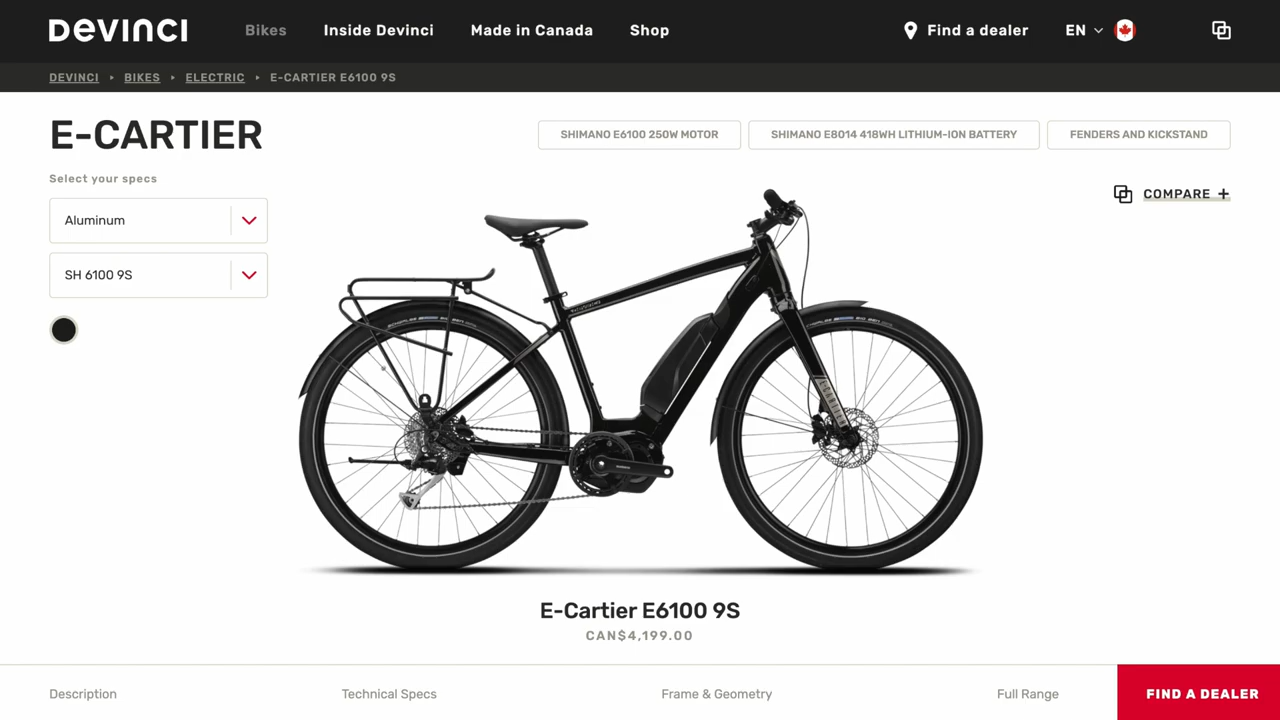 DEVINCI
Bikes
Inside Devinci
Made in Canada
Shop
Find a dealer
EN
DEVINCI ‣ BIKES ‣ ELECTRIC ‣ E-CARTIER E6100 9S
E-CARTIER
SHIMANO E6100 250W MOTOR
SHIMANO E8014 418WH LITHIUM-ION BATTERY
FENDERS AND KICKSTAND
Select your specs
COMPARE +
Aluminum
SH 6100 9S
E-Cartier E6100 9S
CAN$4,199.00
Description
Technical Specs
Frame & Geometry
Full Range
FIND A DEALER